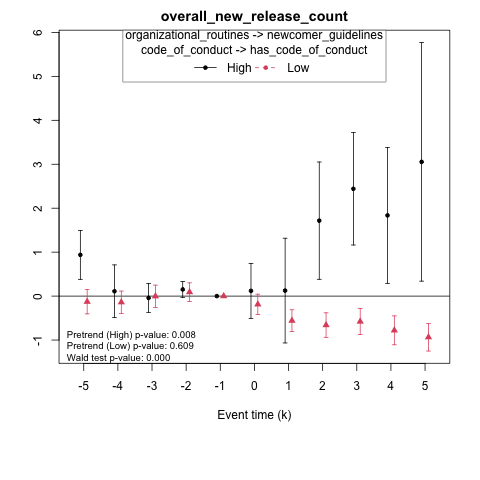 overall_new_release_count
organizational_routines -> newcomer_guidelines
code_of_conduct -> has_code_of_conduct
High Low
6
5
4
3
2
1
0
-1
Pretrend (High) p-value: 0.008
Pretrend (Low) p-value: 0.609
Wald test p-value: 0.000
-5 -4 -3 -2 -1 0 1 2 3 4 5
Event time (k)